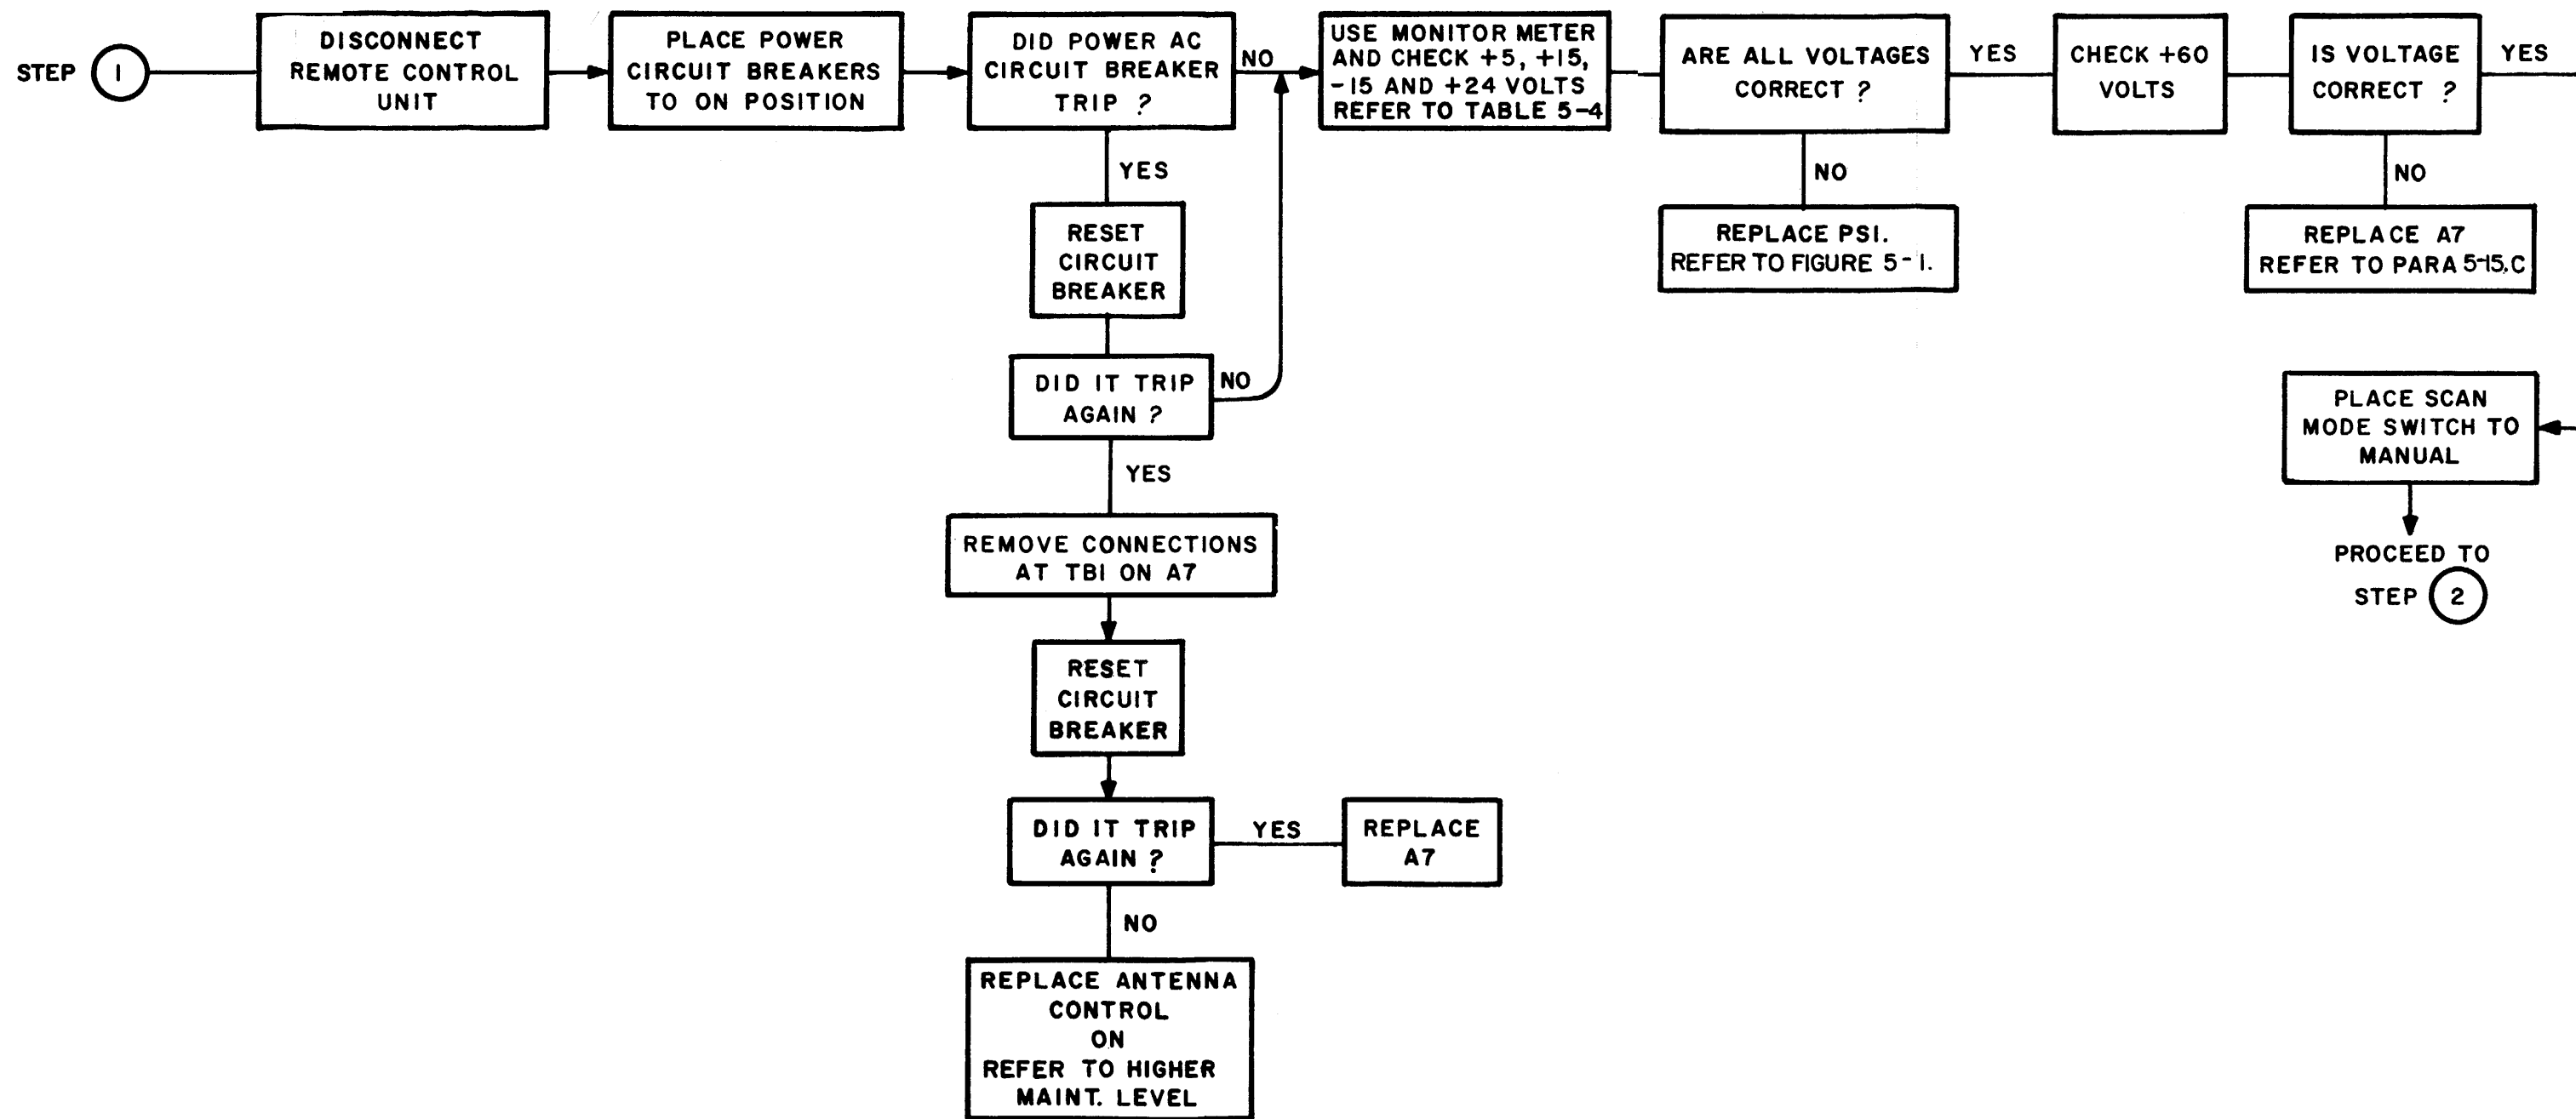 STEP 1
DISCONNECT
REMOTE CONTROL
UNIT
PLACE POWER
CIRCUIT BREAKERS
TO ON POSITION
DID POWER AC
CIRCUIT BREAKER
TRIP ?
NO
USE MONITOR METER
AND CHECK +5, +15,
-15 AND +24 VOLTS
REFER TO TABLE 5-4
ARE ALL VOLTAGES
CORRECT ?
YES
CHECK +60
VOLTS
IS VOLTAGE
CORRECT ?
YES
YES
NO
NO
RESET
CIRCUIT
BREAKER
REPLACE PS1.
REFER TO FIGURE 5-1.
REPLACE A7
REFER TO PARA 5-15.C
DID IT TRIP
AGAIN ?
NO
PLACE SCAN
MODE SWITCH TO
MANUAL
YES
REMOVE CONNECTIONS
AT TB1 ON A7
PROCEED TO
STEP 2
RESET
CIRCUIT
BREAKER
DID IT TRIP
AGAIN ?
YES
REPLACE
A7
NO
REPLACE ANTENNA
CONTROL
ON
REFER TO HIGHER
MAINT. LEVEL